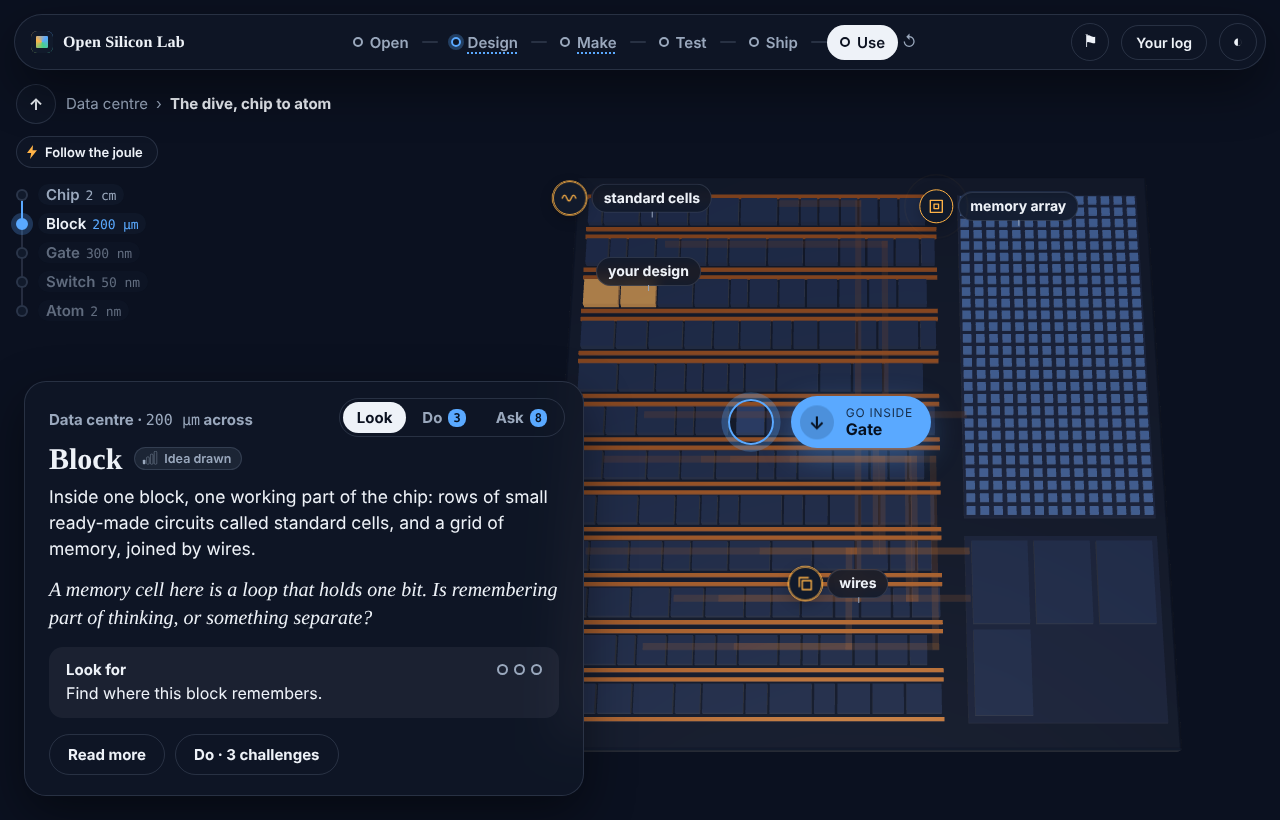 Open Silicon Lab
Open
Design
Make
Test
Ship
Use
Your log
Data centre › The dive, chip to atom
Follow the joule
Chip 2 cm
Block 200 µm
Gate 300 nm
Switch 50 nm
Atom 2 nm
standard cells
memory array
your design
GO INSIDE
Gate
wires
Data centre · 200 µm across
Look
Do 3
Ask 8
Block
Idea drawn
Inside one block, one working part of the chip: rows of small
ready-made circuits called standard cells, and a grid of
memory, joined by wires.
A memory cell here is a loop that holds one bit. Is remembering
part of thinking, or something separate?
Look for
Find where this block remembers.
Read more
Do · 3 challenges